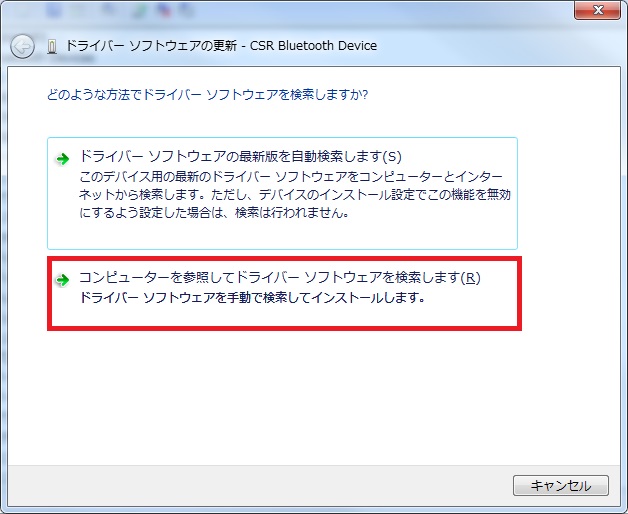 ドライバー ソフトウェアの更新 - CSR Bluetooth Device
どのような方法でドライバー ソフトウェアを検索しますか?
ドライバー ソフトウェアの最新版を自動検索します(S)
このデバイス用の最新のドライバー ソフトウェアをコンピューターとインター
ネットから検索します。ただし、デバイスのインストール設定でこの機能を無効
にするよう設定した場合は、検索は行われません。
コンピューターを参照してドライバー ソフトウェアを検索します(R)
ドライバー ソフトウェアを手動で検索してインストールします。
キャンセル